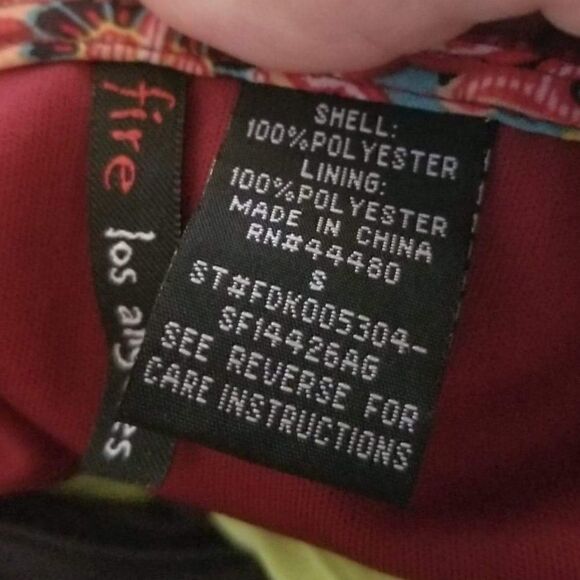 fire
los
SHELL:
100%POLYESTER
LINING:
100%POLYESTER
MADE IN CHINA
RN#44480
S
ST#FDK005304-
SF14426AG
SEE REVERSE FOR
CARE INSTRUCTIONS